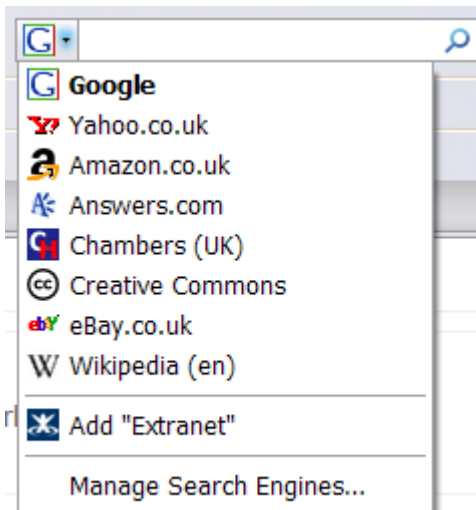 G
Google
Yahoo.co.uk
Amazon.co.uk
Answers.com
Chambers (UK)
Creative Commons
eBay.co.uk
Wikipedia (en)
Add "Extranet"
Manage Search Engines...